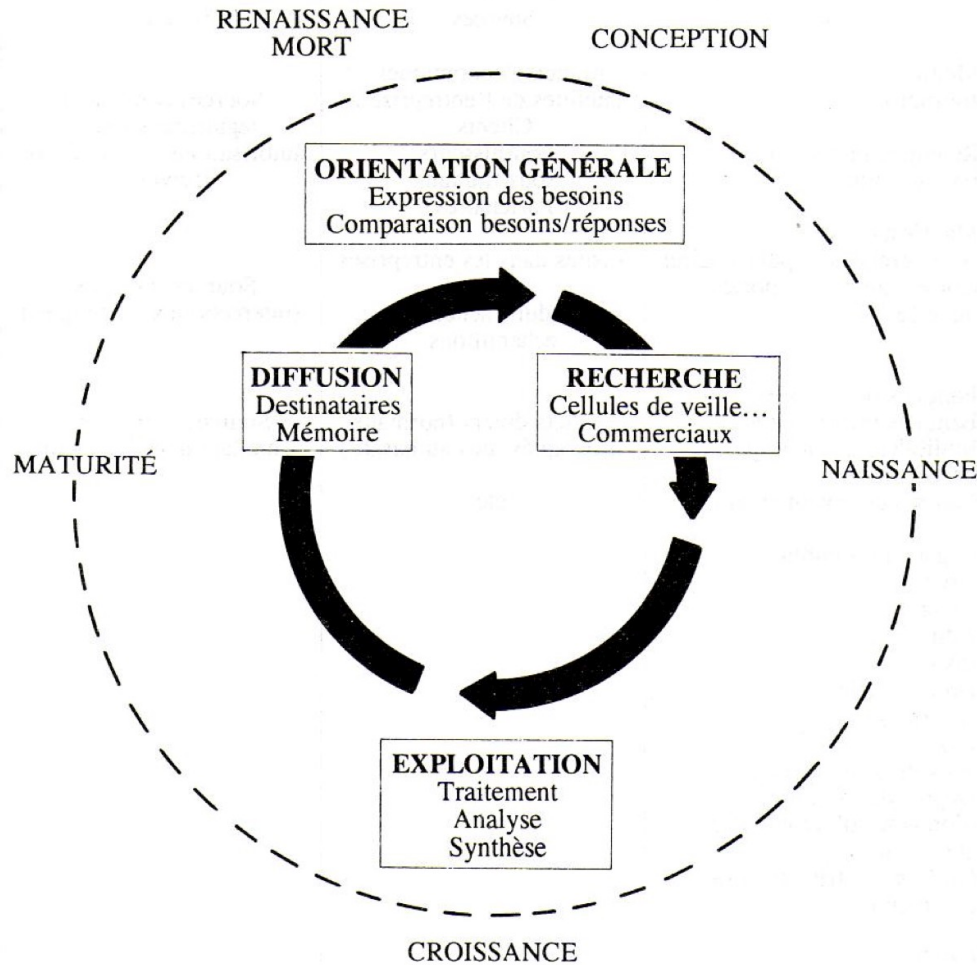 RENAISSANCE
MORT
CONCEPTION
ORIENTATION GÉNÉRALE
Expression des besoins
Comparaison besoins/réponses
DIFFUSION
Destinataires
Mémoire
RECHERCHE
Cellules de veille...
Commerciaux
MATURITÉ
NAISSANCE
EXPLOITATION
Traitement
Analyse
Synthèse
CROISSANCE